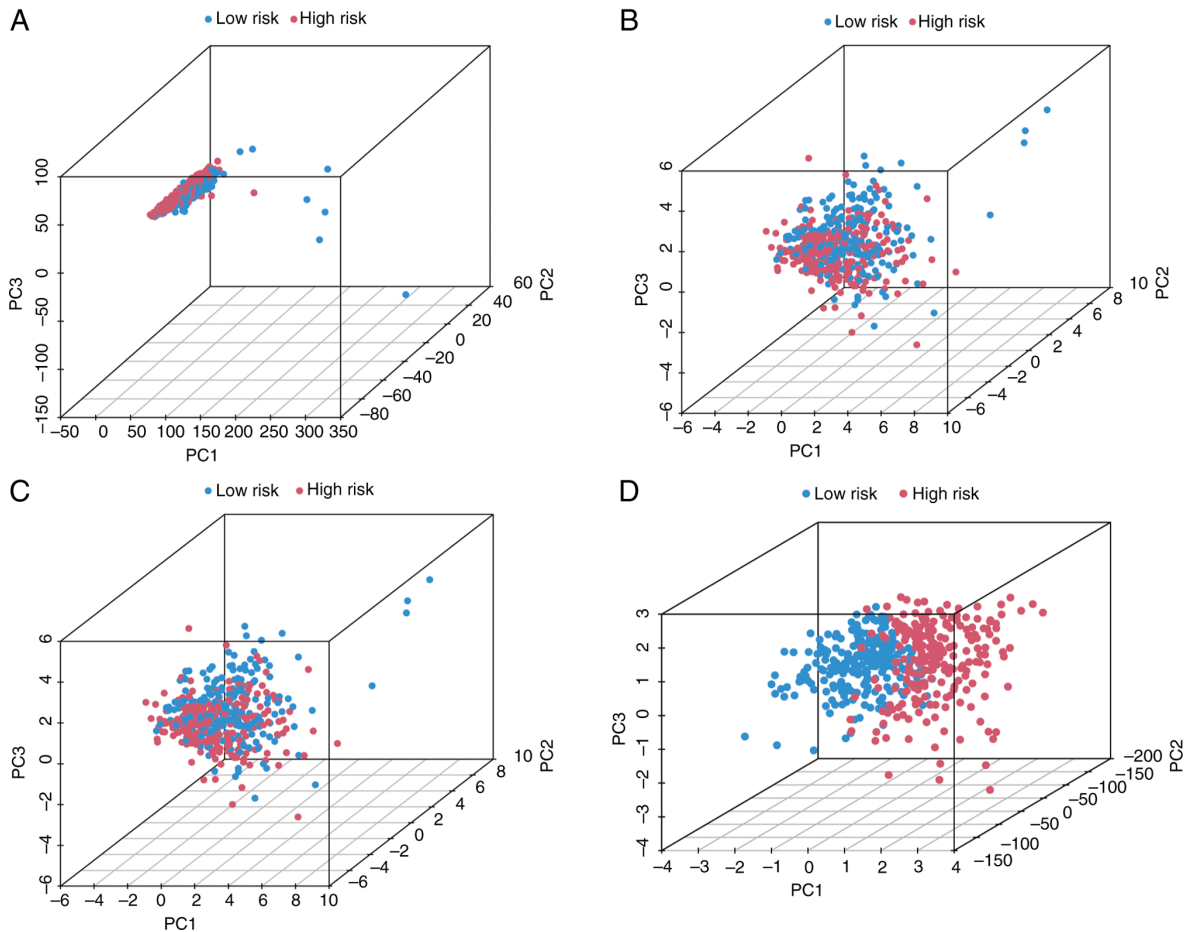 A
Low risk High risk
100
50
0
−50
−100
−150
PC3
−50 0 50 100 150 200 250 300 350
PC1
−80
−60
−40
−20
0
20
40
60
PC2
B
Low risk High risk
6
4
2
0
−2
−4
−6
PC3
−6 −4 −2 0 2 4 6 8 10
PC1
−6
−4
−2
0
2
4
6
8
10
PC2
C
Low risk High risk
6
4
2
0
−2
−4
−6
PC3
−6 −4 −2 0 2 4 6 8 10
PC1
−6
−4
−2
0
2
4
6
8
10
PC2
D
Low risk High risk
3
2
1
0
−1
−2
−3
−4
PC3
−4 −3 −2 −1 0 1 2 3 4
PC1
−150
−100
−50
0
−50
−100
−150
−200
PC2